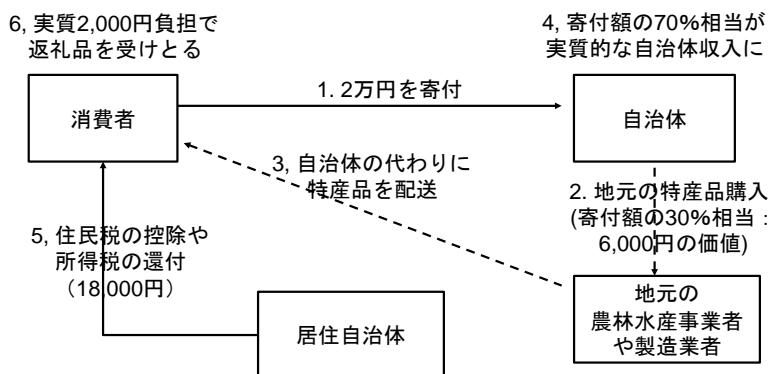 6, 実質2,000円負担で
返礼品を受けとる
4, 寄付額の70%相当が
実質的な自治体収入に
消費者
1. 2万円を寄付
自治体
3, 自治体の代わりに
特産品を配送
2. 地元の特産品購入
(寄付額の30%相当：
6,000円の価値)
5, 住民税の控除や
所得税の還付
（18,000円）
居住自治体
地元の
農林水産事業者
や製造業者